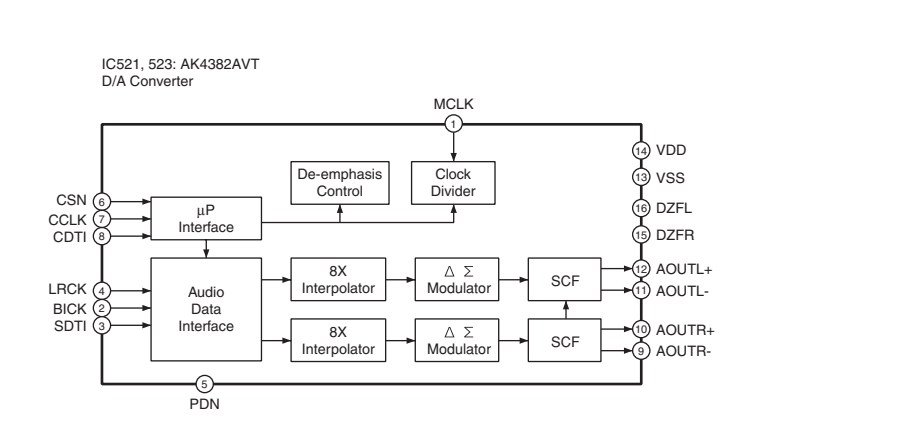 IC521, 523: AK4382AVT
D/A Converter
MCLK
1
14 VDD
13 VSS
16 DZFL
15 DZFR
12 AOUTL+
11 AOUTL-
10 AOUTR+
9 AOUTR-
CSN 6
CCLK 7
CDTI 8
LRCK 4
BICK 2
SDTI 3
De-emphasis
Control
Clock
Divider
μP
Interface
Audio
Data
Interface
8X
Interpolator
Δ Σ
Modulator
SCF
8X
Interpolator
Δ Σ
Modulator
SCF
5
PDN